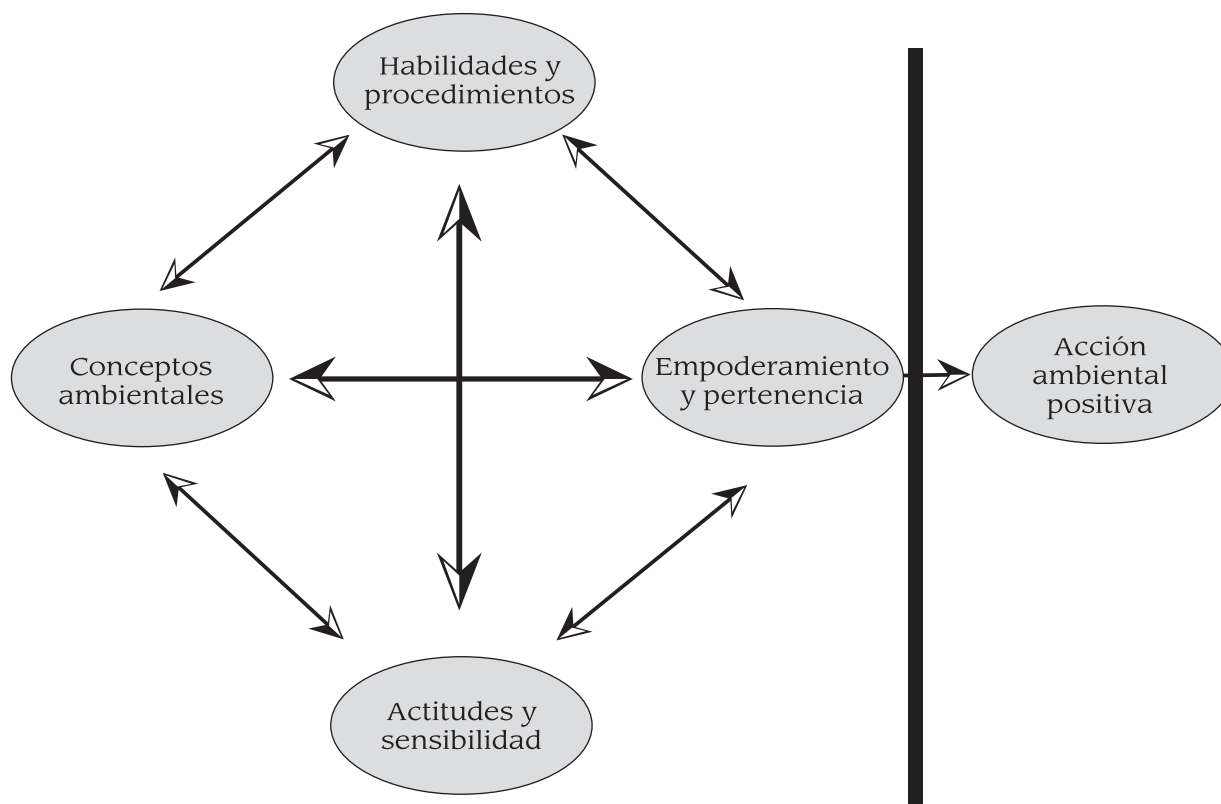 Habilidades y
procedimientos
Conceptos
ambientales
Empoderamiento
y pertenencia
Acción
ambiental
positiva
Actitudes y
sensibilidad